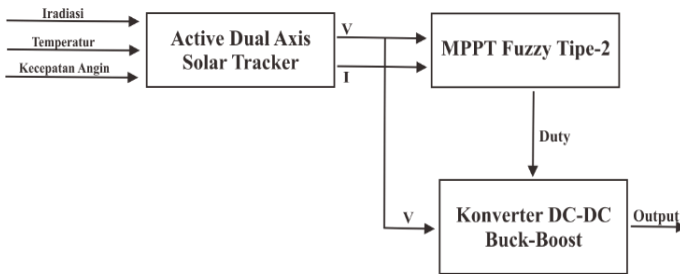 Iradiasi
Temperatur
Kecepatan Angin
Active Dual Axis
Solar Tracker
V
I
MPPT Fuzzy Tipe-2
Duty
V
Konverter DC-DC
Buck-Boost
Output